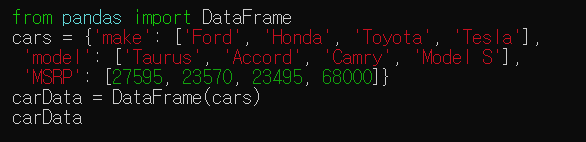 from pandas import DataFrame
cars = {'make': ['Ford', 'Honda', 'Toyota', 'Tesla'],
 'model': ['Taurus', 'Accord', 'Camry', 'Model S'],
 'MSRP': [27595, 23570, 23495, 68000]}
carData = DataFrame(cars)
carData